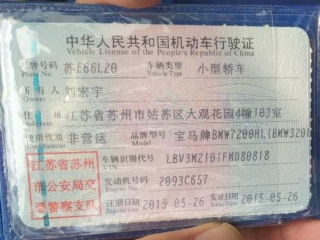 中华人民共和国机动车行驶证
Vehicle License of the People's Republic of China
号牌号码 苏E66L20 车辆类型 小型轿车
Plate No. Vehicle Type
所有人 刘宏宇
住址 江苏省苏州市姑苏区大观花园4幢103室
使用性质 非营运 品牌型号 宝马牌BMW7200HL(BMW320
江苏省苏州
市公安局交
通警察支队
车辆识别代号 LBV3M2101FMD80818
发动机号码 2093C657
注册日期 2015-05-26 发证日期 2015-05-26